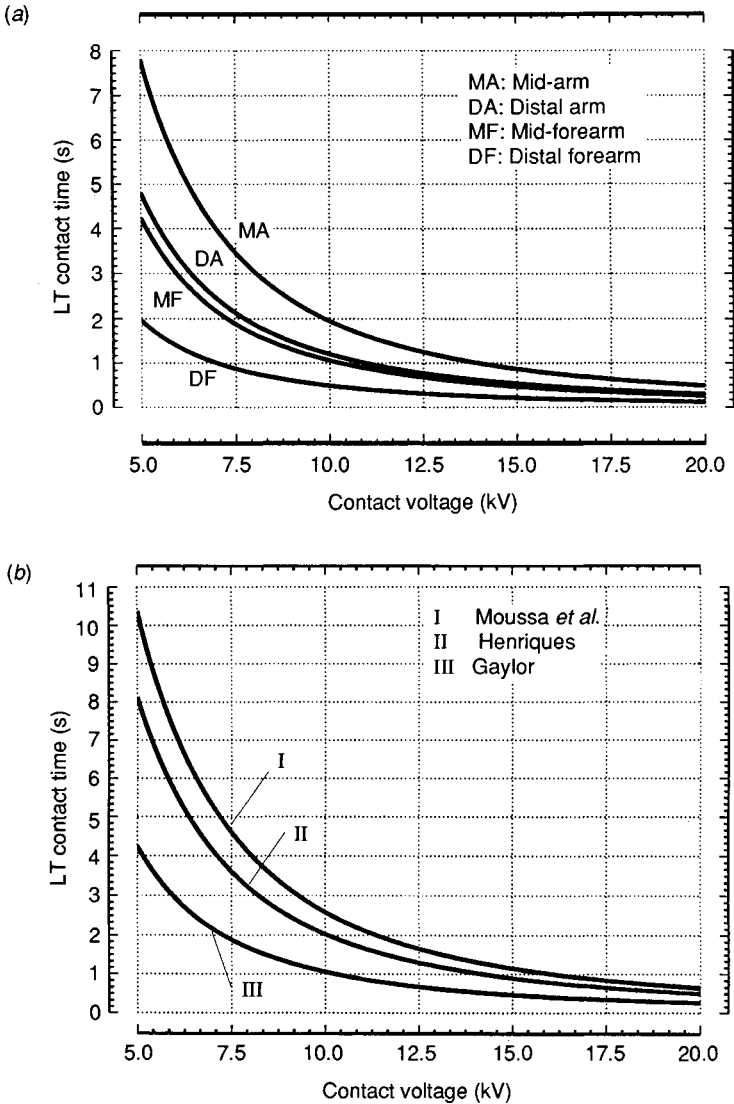 (a)
8
7
6
5
4
3
2
1
0
LT contact time (s)
MA: Mid-arm
DA: Distal arm
MF: Mid-forearm
DF: Distal forearm
MA
DA
MF
DF
5.0 7.5 10.0 12.5 15.0 17.5 20.0
Contact voltage (kV)
(b)
11
10
9
8
7
6
5
4
3
2
1
0
LT contact time (s)
I Moussa et al.
II Henriques
III Gaylor
I
II
III
5.0 7.5 10.0 12.5 15.0 17.5 20.0
Contact voltage (kV)